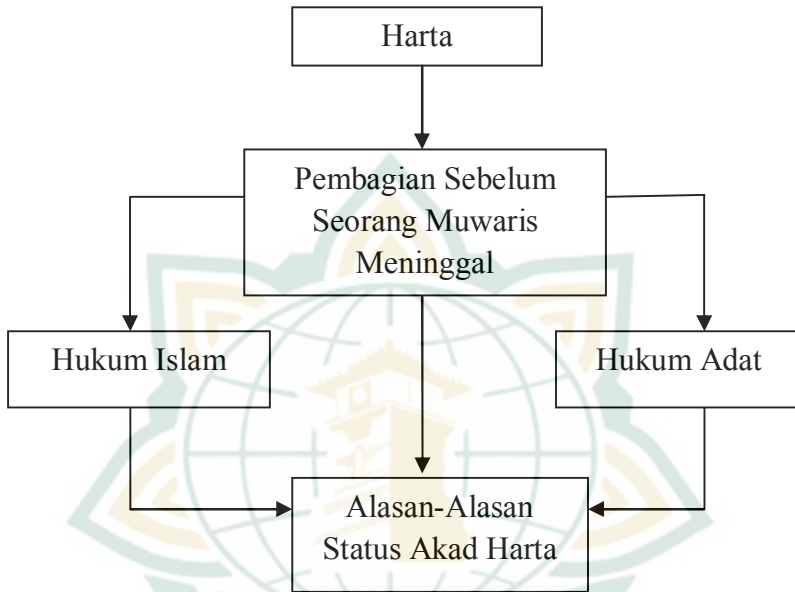 Harta
Pembagian Sebelum
Seorang Muwaris
Meninggal
Hukum Islam
Hukum Adat
Alasan-Alasan
Status Akad Harta